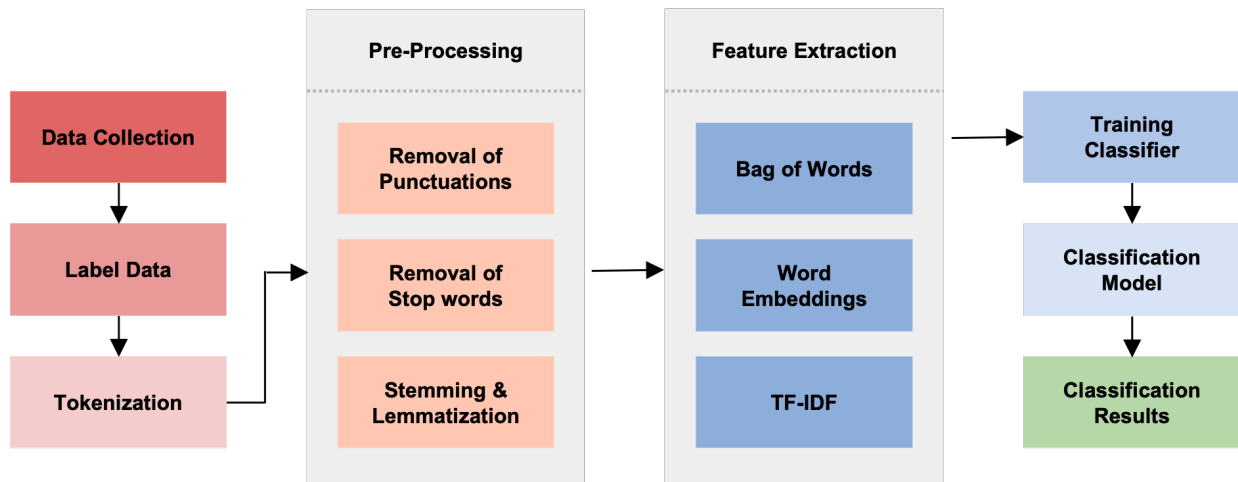 Data Collection
Label Data
Tokenization
Pre-Processing
Removal of
Punctuations
Removal of
Stop words
Stemming &
Lemmatization
Feature Extraction
Bag of Words
Word
Embeddings
TF-IDF
Training
Classifier
Classification
Model
Classification
Results